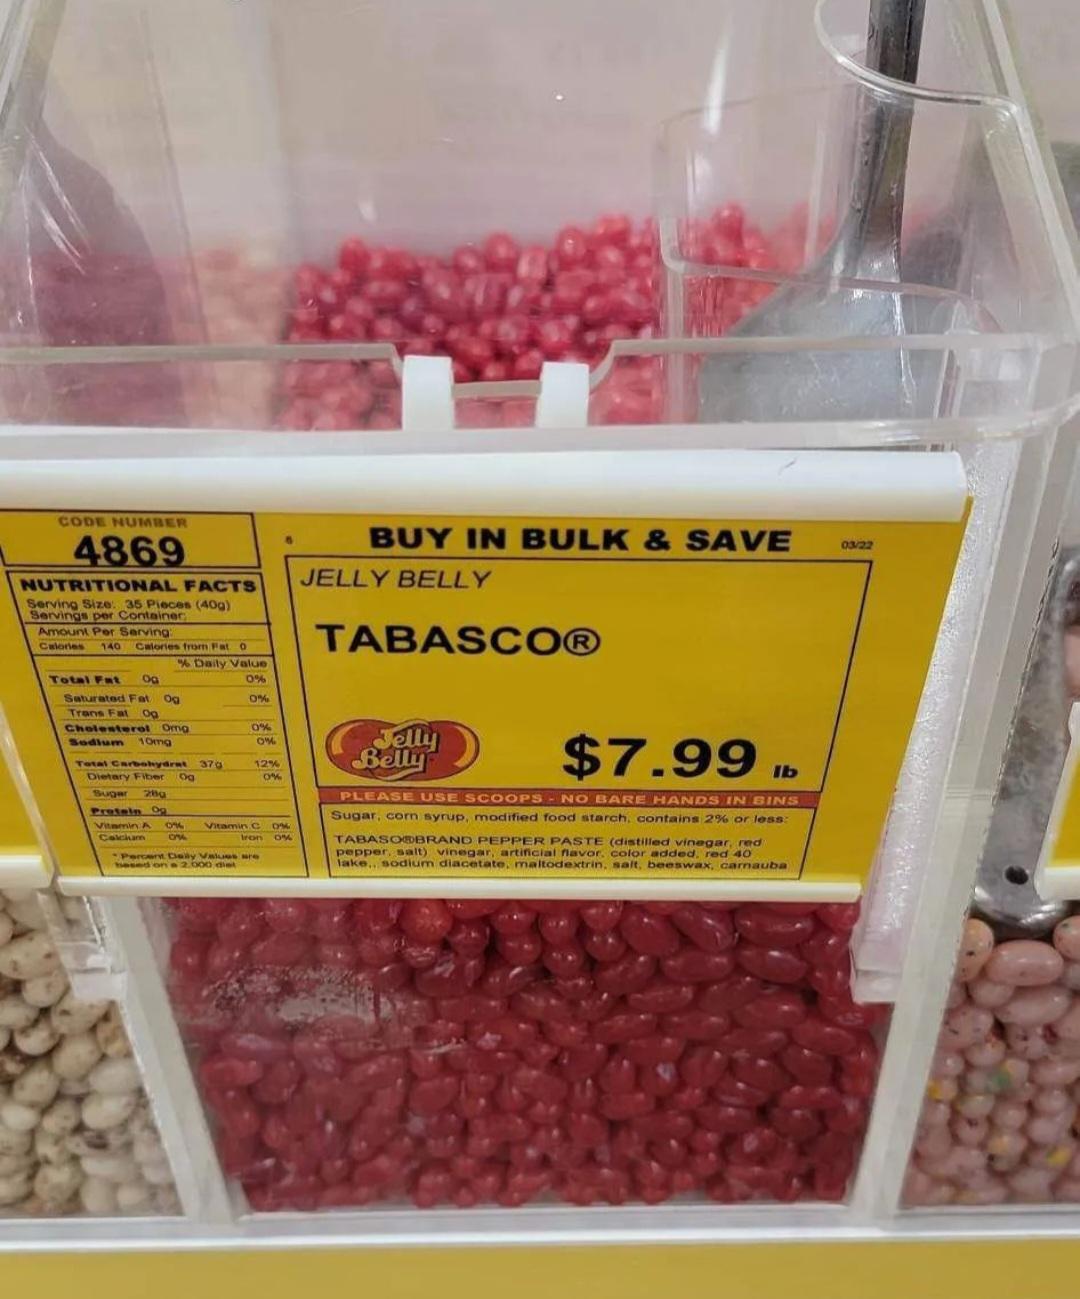 CODE NUMBER
4869
NUTRITIONAL FACTS
Serving Size: 35 Pieces (40g)
Servings per Container:
Amount Per Serving:
Calories 140 Calories from Fat 0
% Daily Value
Total Fat 0g 0%
Saturated Fat 0g 0%
Trans Fat 0g
Cholesterol 0mg 0%
Sodium 10mg 0%
Total Carbohydrat 37g 12%
Dietary Fiber 0g 0%
Sugar 28g
Protein 0g
Vitamin A 0% Vitamin C 0%
Calcium 0% Iron 0%
* Percent Daily Values are
based on a 2,000 diet
6 BUY IN BULK & SAVE 03/22
JELLY BELLY
TABASCO®
Jelly
Belly
$7.99 lb
PLEASE USE SCOOPS - NO BARE HANDS IN BINS
Sugar, corn syrup, modified food starch, contains 2% or less:
TABASO®BRAND PEPPER PASTE (distilled vinegar, red
pepper, salt) vinegar, artificial flavor, color added, red 40
lake,, sodium diacetate, maltodextrin, salt, beeswax, carnauba